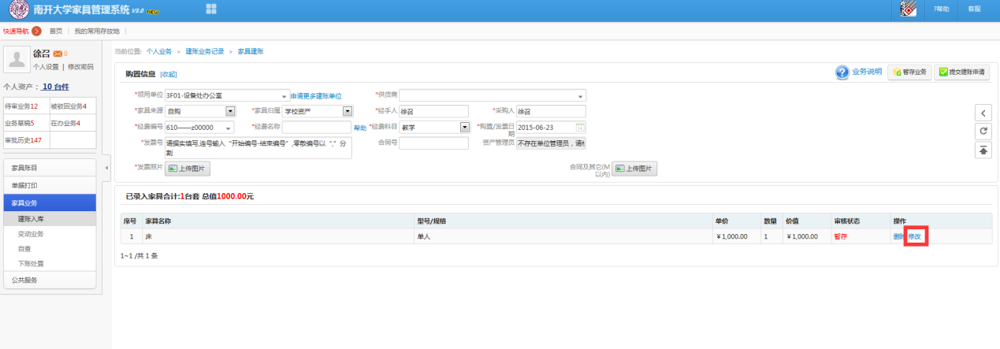 南开大学家具管理系统 V3.0 NEW
?帮助 客服
快速导航 首页 我的常用存放地
徐召 0
个人设置 | 修改密码
个人资产： 10 台件
待审业务12 被驳回业务4
业务草稿5 在办业务4
审批历史147
家具账目
单据打印
家具业务
建账入库
变动业务
自查
下账处置
公共服务
当前位置: 个人业务 > 建账业务记录 > 家具建账
购置信息 [收起] 业务说明 暂存业务 提交建账申请
*领用单位 3F01-设备处办公室 申请更多建账单位 *供货商
*家具来源 自购 *家具归属 学校资产 *经手人 徐召 *采购人 徐召
*经费编号 610——z00000 *经费名称 帮助 *经费科目 教学 *购置/发票日期 2015-06-23
*发票号 请据实填写,连号输入“开始编号-结束编号”,零散编号以“,”分割 合同号 资产管理员 不存在单位管理员，请
*发票照片 上传图片 合同及其它(M以内) 上传图片
已录入家具合计:1台套 总值1000.00元
序号 家具名称 型号/规格 单价 数量 价值 审核状态 操作
1 床 单人 ￥1,000.00 1 ￥1,000.00 暂存 删除 修改
1~1 /共 1 条